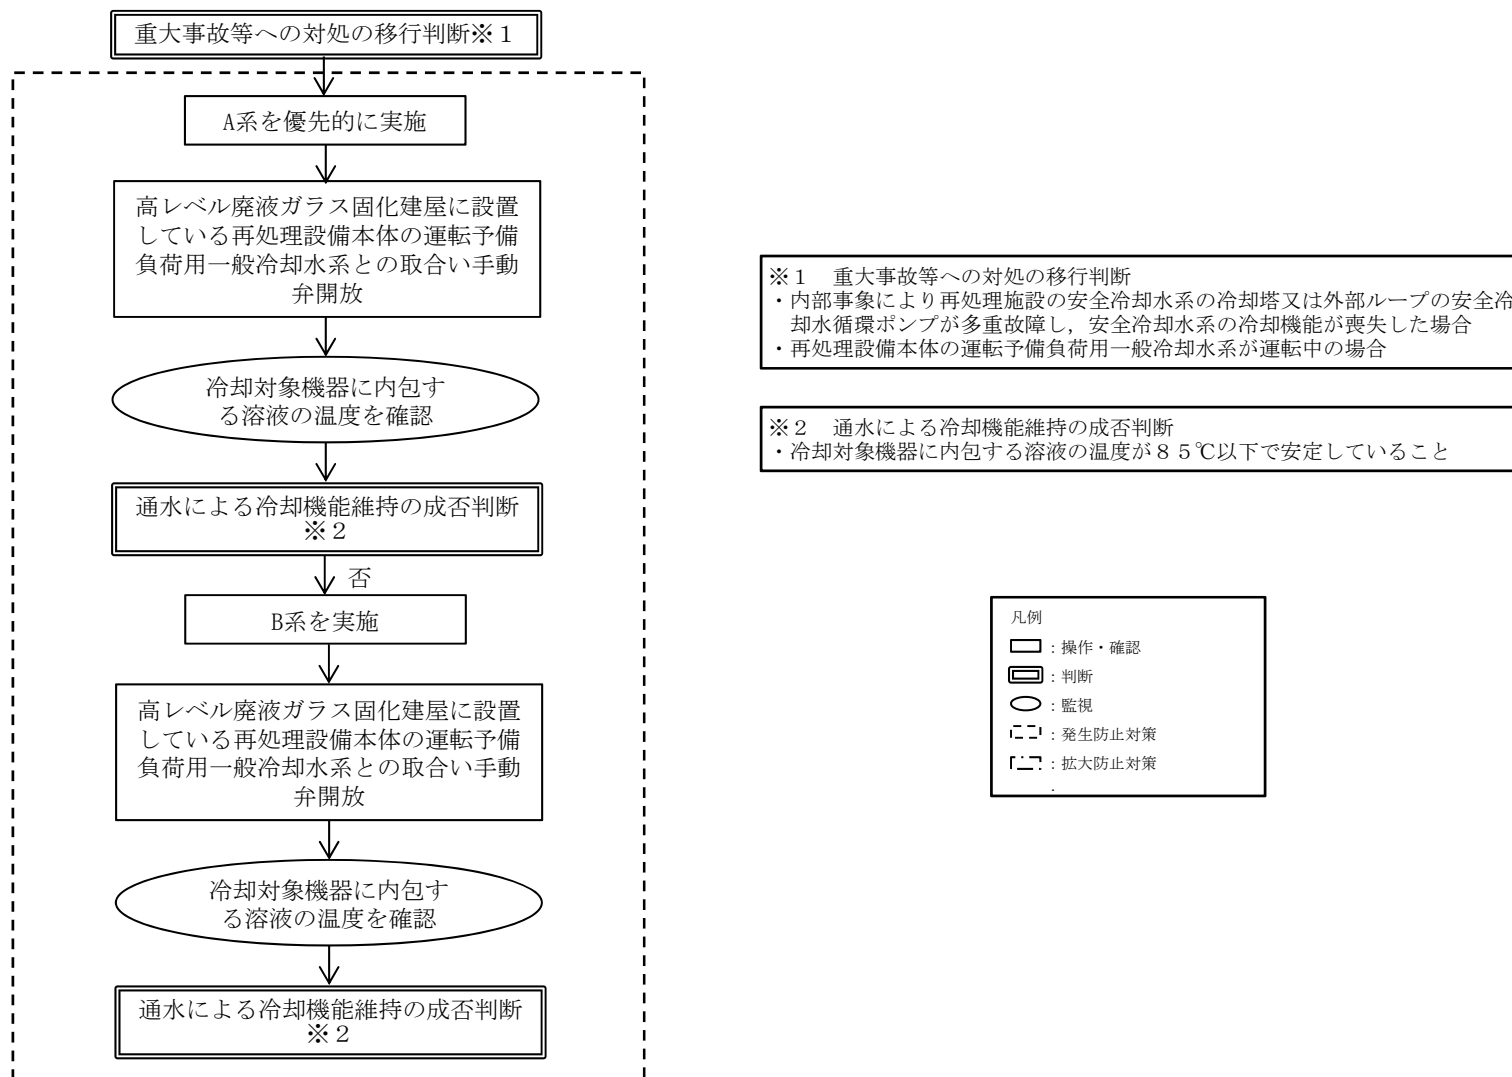 重大事故等への対処の移行判断※１
A系を優先的に実施
高レベル廃液ガラス固化建屋に設置
している再処理設備本体の運転予備
負荷用一般冷却水系との取合い手動
弁開放
冷却対象機器に内包す
る溶液の温度を確認
通水による冷却機能維持の成否判断
※２
否
B系を実施
高レベル廃液ガラス固化建屋に設置
している再処理設備本体の運転予備
負荷用一般冷却水系との取合い手動
弁開放
冷却対象機器に内包す
る溶液の温度を確認
通水による冷却機能維持の成否判断
※２
※１　重大事故等への対処の移行判断
・内部事象により再処理施設の安全冷却水系の冷却塔又は外部ループの安全冷
却水循環ポンプが多重故障し，安全冷却水系の冷却機能が喪失した場合
・再処理設備本体の運転予備負荷用一般冷却水系が運転中の場合
※２　通水による冷却機能維持の成否判断
・冷却対象機器に内包する溶液の温度が８５℃以下で安定していること
凡例
：操作・確認
：判断
：監視
：発生防止対策
：拡大防止対策